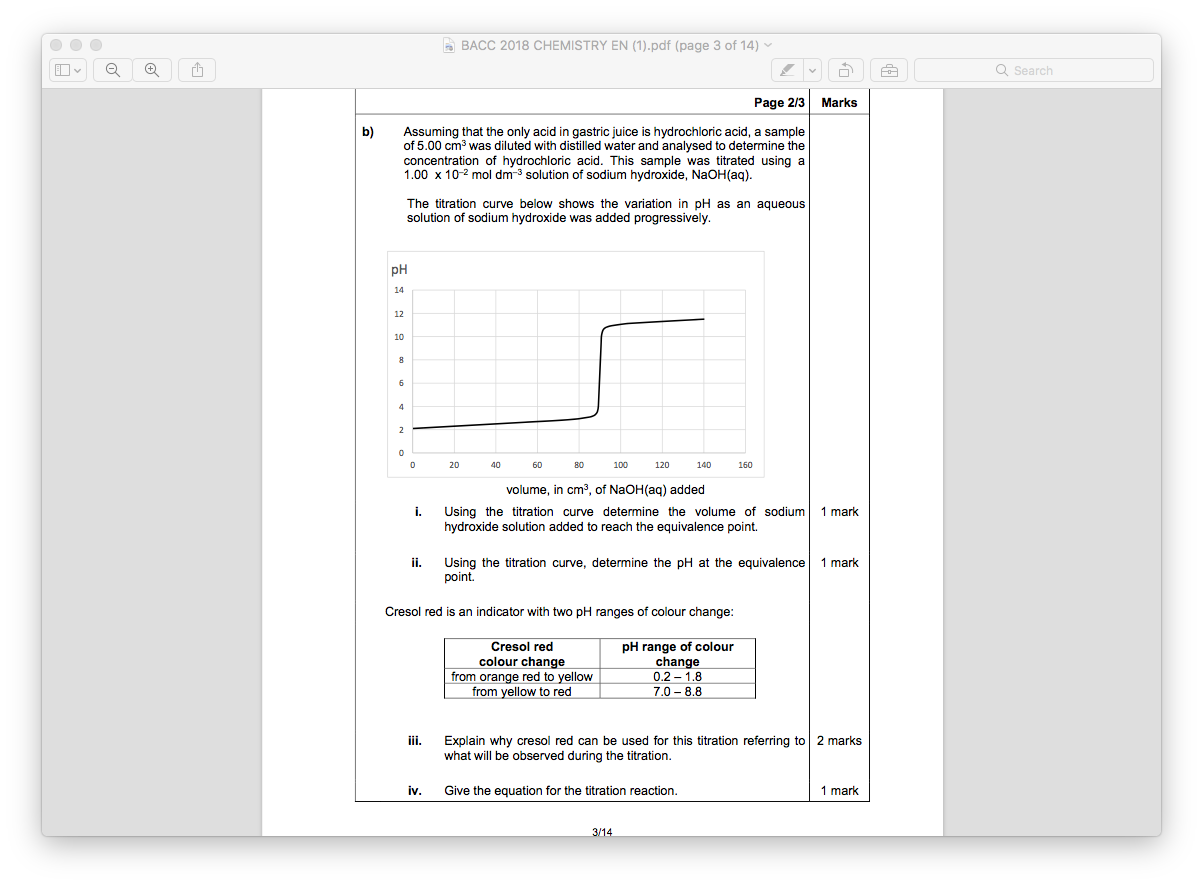 BACC 2018 CHEMISTRY EN (1).pdf (page 3 of 14)
Search
Page 2/3 Marks
b) Assuming that the only acid in gastric juice is hydrochloric acid, a sample
of 5.00 cm³ was diluted with distilled water and analysed to determine the
concentration of hydrochloric acid. This sample was titrated using a
1.00 x 10⁻² mol dm⁻³ solution of sodium hydroxide, NaOH(aq).
The titration curve below shows the variation in pH as an aqueous
solution of sodium hydroxide was added progressively.
pH
14
12
10
8
6
4
2
0
0 20 40 60 80 100 120 140 160
volume, in cm³, of NaOH(aq) added
i. Using the titration curve determine the volume of sodium 1 mark
hydroxide solution added to reach the equivalence point.
ii. Using the titration curve, determine the pH at the equivalence 1 mark
point.
Cresol red is an indicator with two pH ranges of colour change:
Cresol red pH range of colour
colour change change
from orange red to yellow 0.2 – 1.8
from yellow to red 7.0 – 8.8
iii. Explain why cresol red can be used for this titration referring to 2 marks
what will be observed during the titration.
iv. Give the equation for the titration reaction. 1 mark
3/14